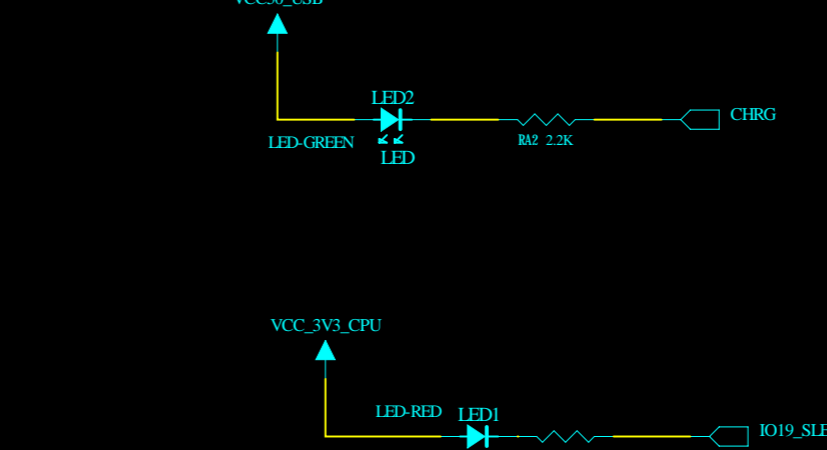 LED2
CHRG
LED-GREEN
RA2 2.2K
LED
VCC_3V3_CPU
LED-RED
LED1